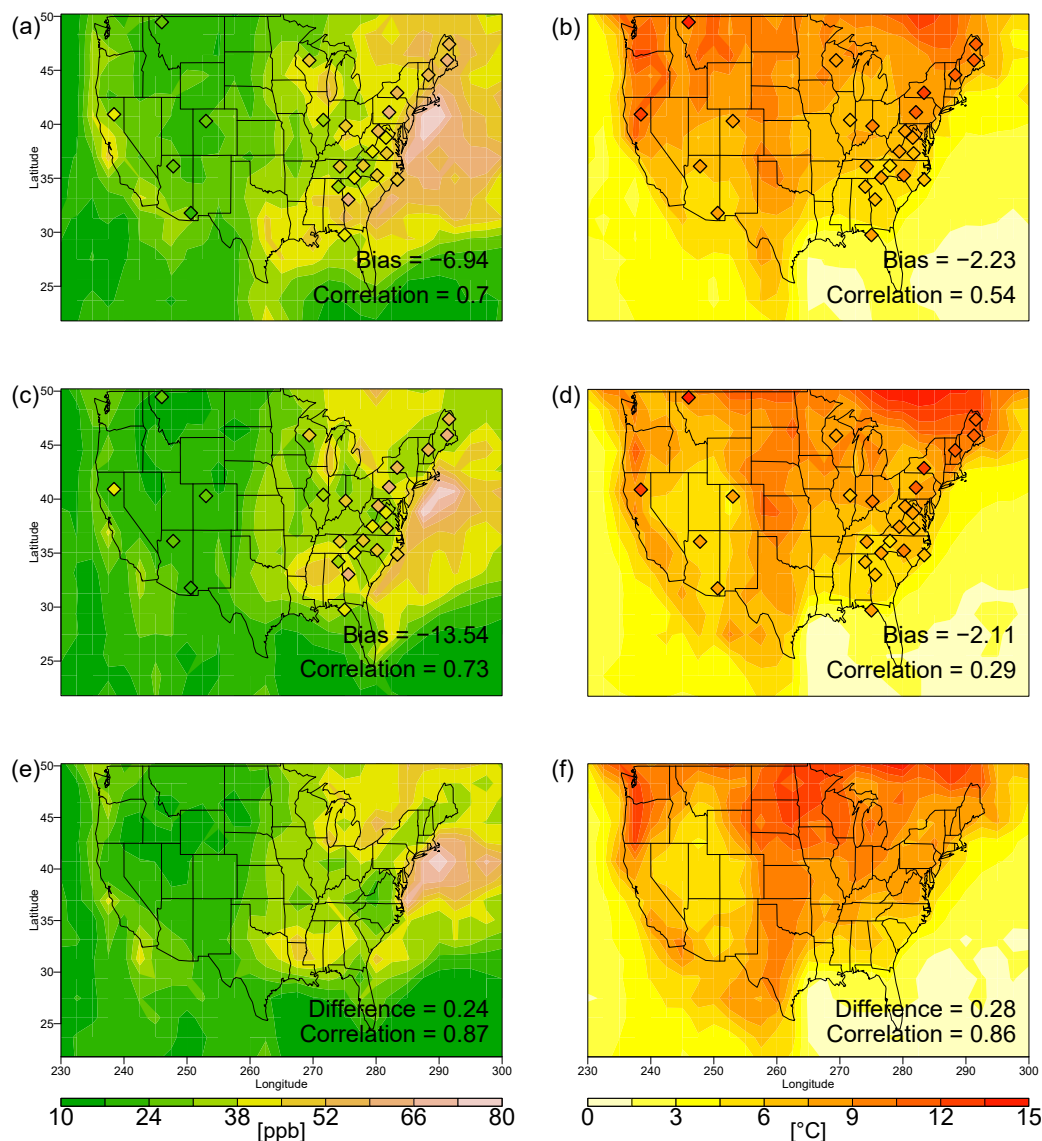 (a)
(b)
50
45
40
35
30
25
Latitude
Bias = −6.94
Correlation = 0.7
Bias = −2.23
Correlation = 0.54
(c)
(d)
50
45
40
35
30
25
Latitude
Bias = −13.54
Correlation = 0.73
Bias = −2.11
Correlation = 0.29
(e)
(f)
50
45
40
35
30
25
Latitude
Difference = 0.24
Correlation = 0.87
Difference = 0.28
Correlation = 0.86
230 240 250 260 270 280 290 300
Longitude
230 240 250 260 270 280 290 300
Longitude
10 24 38 52 66 80
[ppb]
0 3 6 9 12 15
[°C]